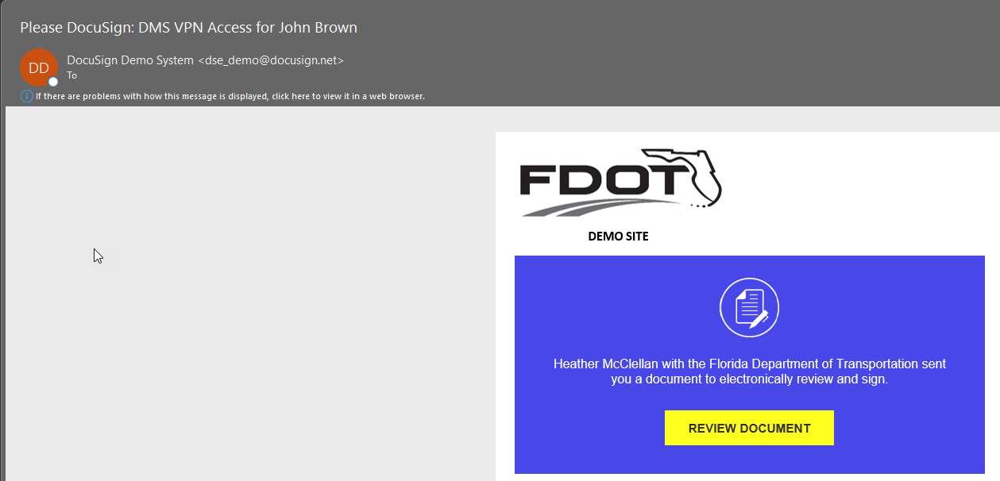 Please DocuSign: DMS VPN Access for John Brown
DD
DocuSign Demo System <dse_demo@docusign.net>
To
If there are problems with how this message is displayed, click here to view it in a web browser.
FDOT
DEMO SITE
Heather McClellan with the Florida Department of Transportation sent
you a document to electronically review and sign.
REVIEW DOCUMENT